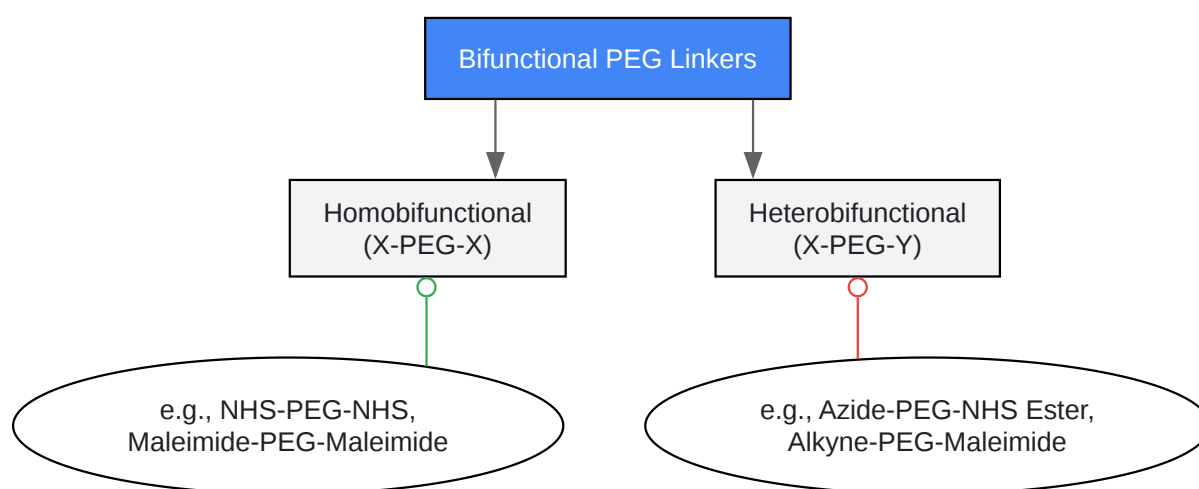 Bifunctional PEG Linkers
Homobifunctional
(X-PEG-X)
Heterobifunctional
(X-PEG-Y)
e.g., NHS-PEG-NHS,
Maleimide-PEG-Maleimide
e.g., Azide-PEG-NHS Ester,
Alkyne-PEG-Maleimide